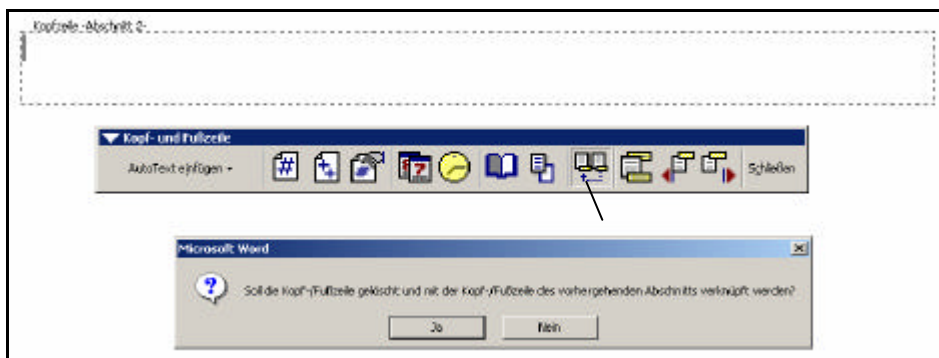 Kopfzeile -Abschnitt 2-
Kopf- und Fußzeile
AutoText einfügen
Schließen
Microsoft Word
Soll die Kopf-/Fußzeile gelöscht und mit der Kopf-/Fußzeile des vorhergehenden Abschnitts verknüpft werden?
Ja Nein